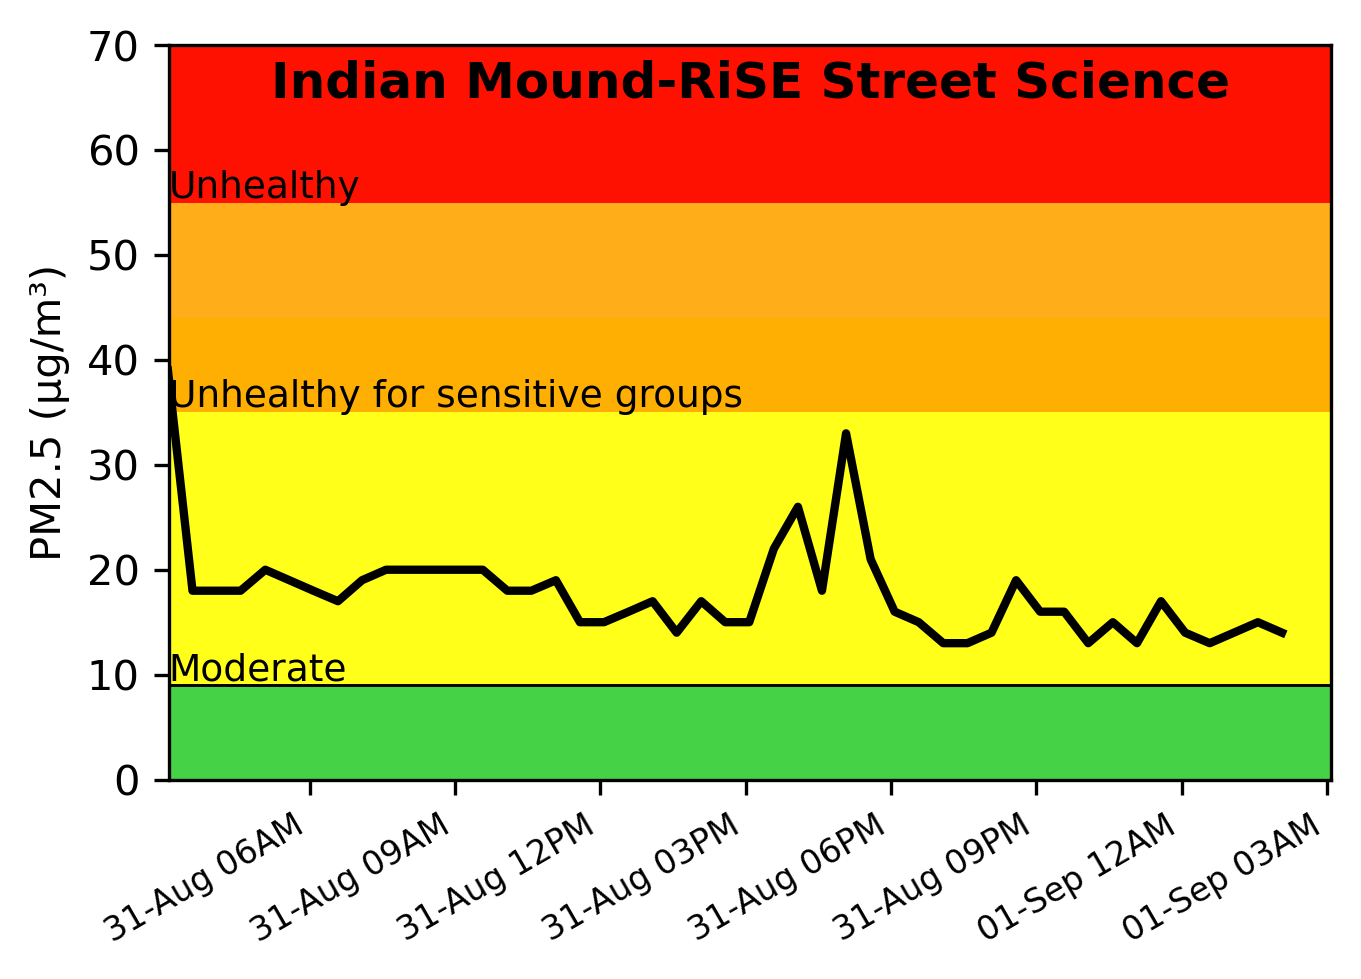 Indian Mound-RiSE Street Science
PM2.5 (µg/m³)
70
60
50
40
30
20
10
0
Unhealthy
Unhealthy for sensitive groups
Moderate
31-Aug 06AM
31-Aug 09AM
31-Aug 12PM
31-Aug 03PM
31-Aug 06PM
31-Aug 09PM
01-Sep 12AM
01-Sep 03AM